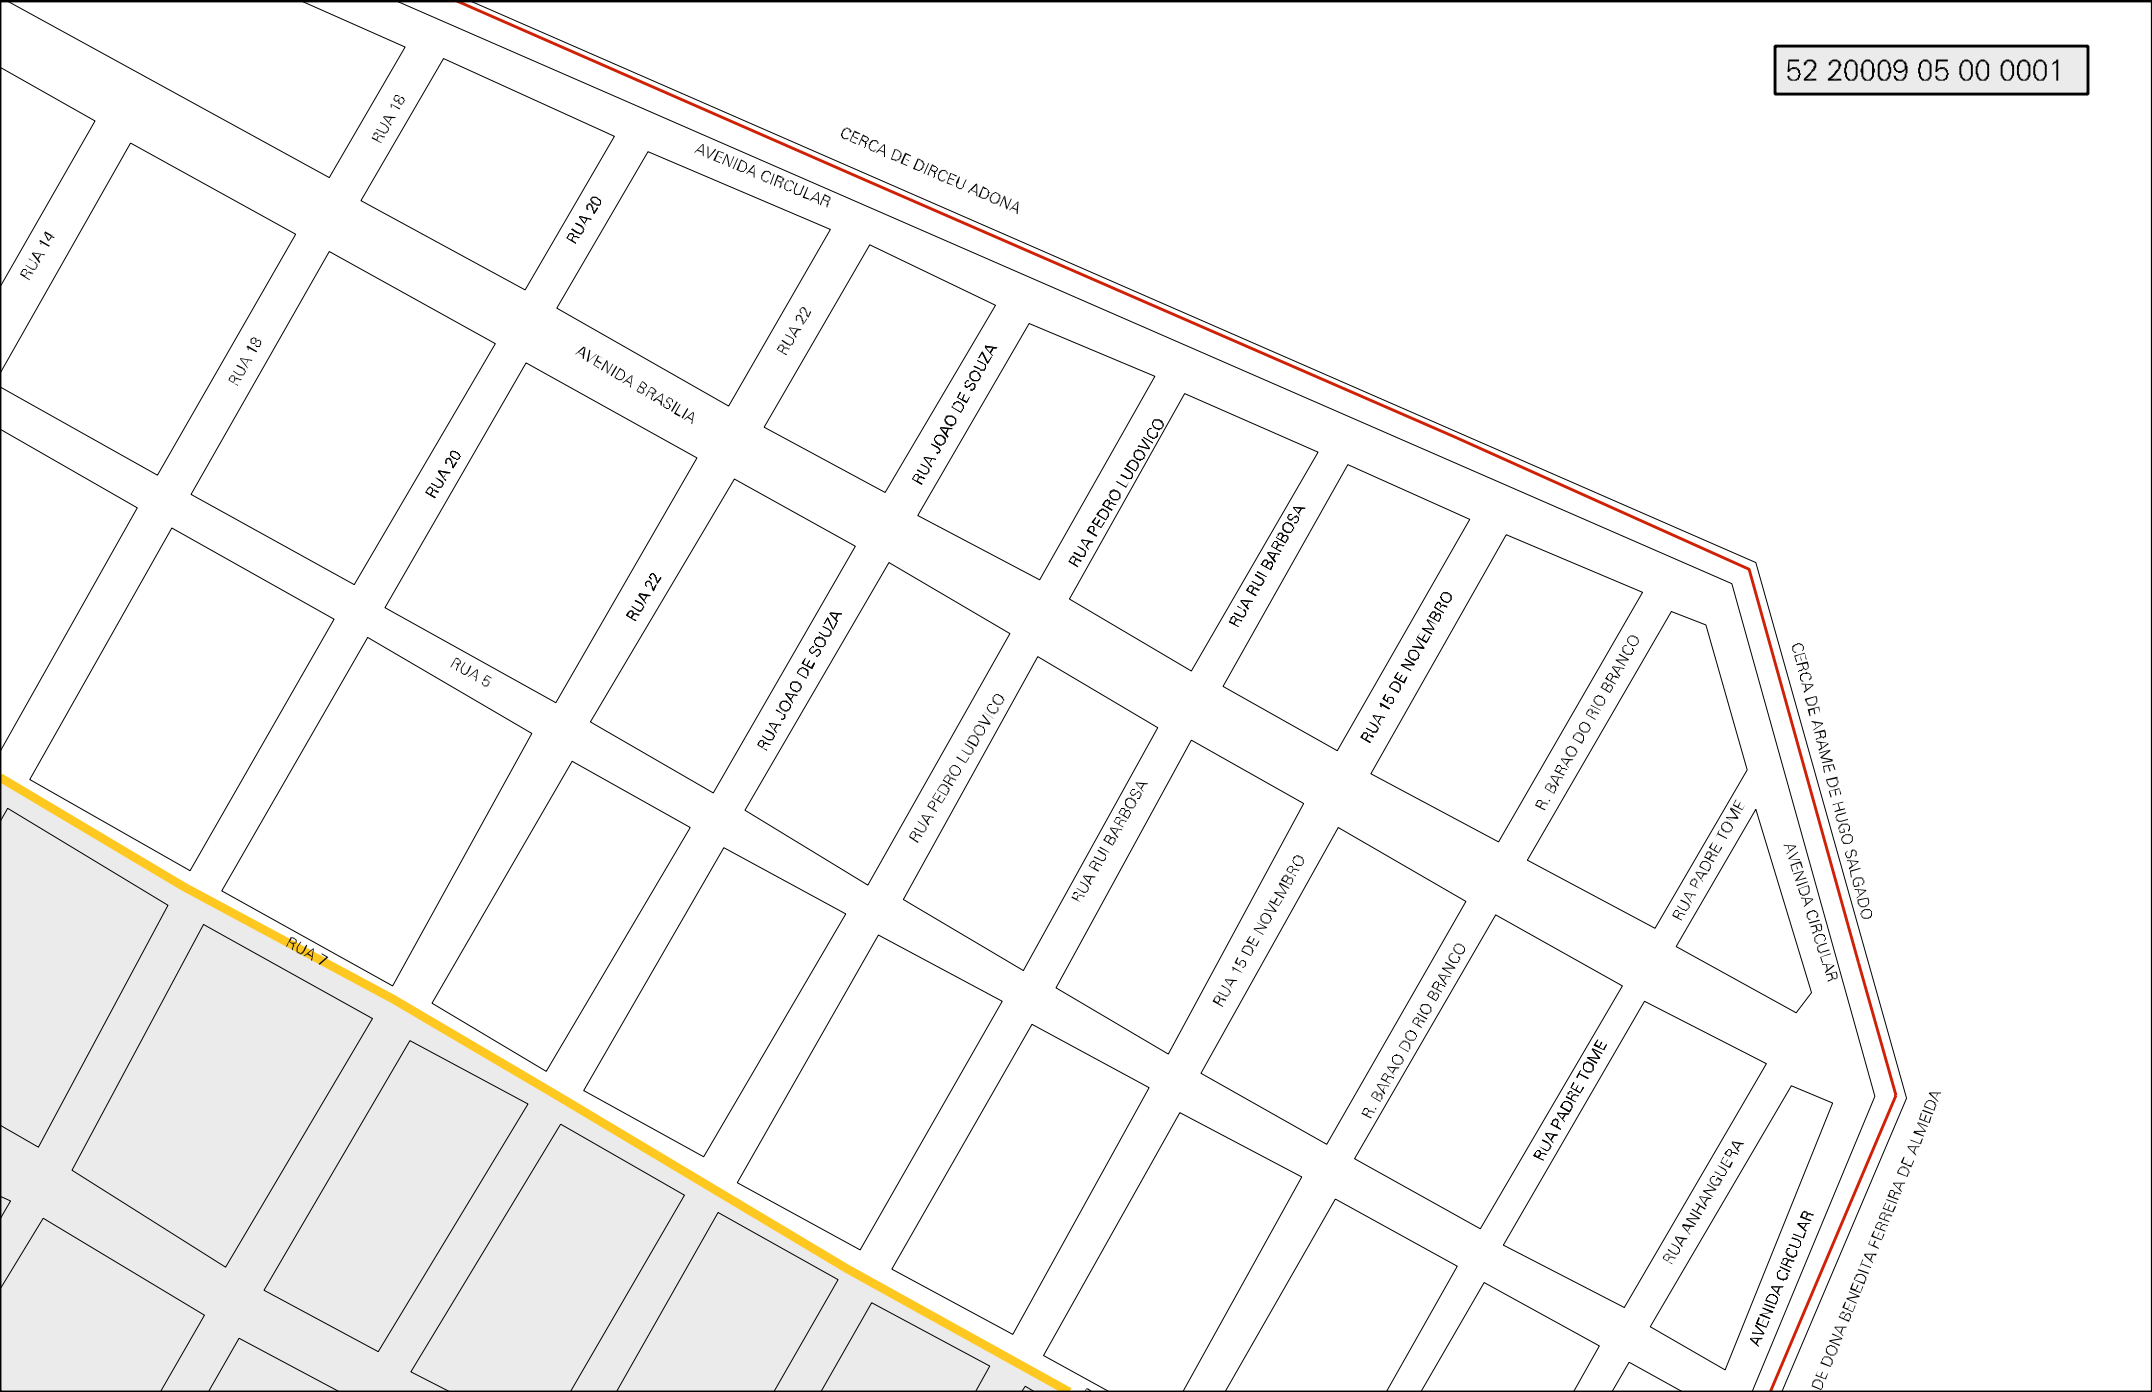 52 20009 05 00 0001
RUA 18
CERCA DE DIRCEU ADONA
AVENIDA CIRCULAR
RUA 20
RUA 14
RUA 22
RUA 18
AVENIDA BRASILIA
RUA JOAO DE SOUZA
RUA 20
RUA PEDRO LUDOVICO
RUA RUI BARBOSA
RUA 22
RUA 15 DE NOVEMBRO
RUA 5
RUA JOAO DE SOUZA
R. BARAO DO RIO BRANCO
CERCA DE ARAME DE HUGO SALGADO
RUA PEDRO LUDOVICO
RUA RUI BARBOSA
RUA PADRE TOME
AVENIDA CIRCULAR
RUA 15 DE NOVEMBRO
RUA 7
R. BARAO DO RIO BRANCO
RUA PADRE TOME
RUA ANHANGUERA
AVENIDA CIRCULAR
DE DONA BENEDITA FERREIRA DE ALMEIDA